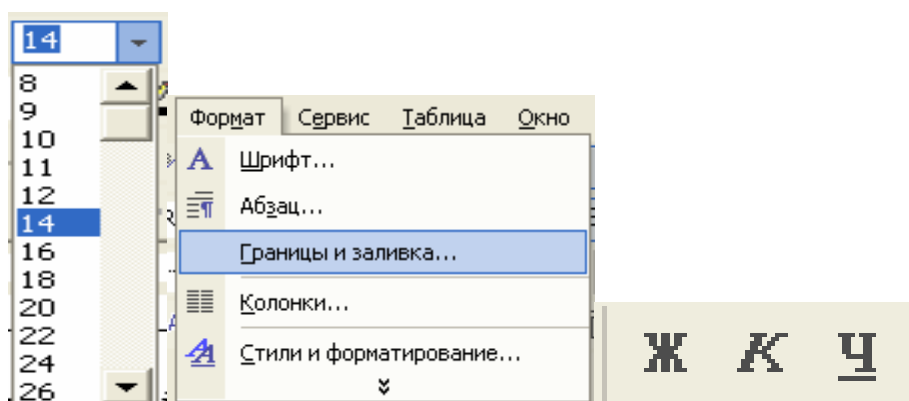 14
8
9
10
11
12
14
16
18
20
22
24
26
Формат Сервис Таблица Окно
Шрифт...
Абзац...
Границы и заливка...
Колонки...
Стили и форматирование...
Ж К Ч